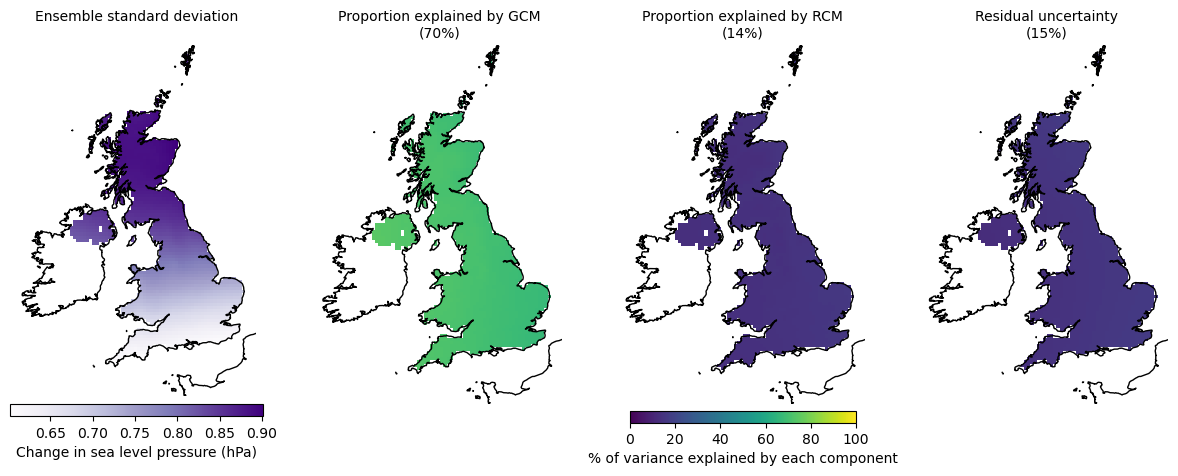 Ensemble standard deviation
Proportion explained by GCM
(70%)
Proportion explained by RCM
(14%)
Residual uncertainty
(15%)
0.65 0.70 0.75 0.80 0.85 0.90
Change in sea level pressure (hPa)
0 20 40 60 80 100
% of variance explained by each component